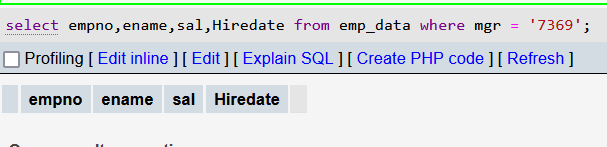 select empno,ename,sal,Hiredate from emp_data where mgr = '7369';
Profiling [ Edit inline ] [ Edit ] [ Explain SQL ] [ Create PHP code ] [ Refresh ]
empno ename sal Hiredate